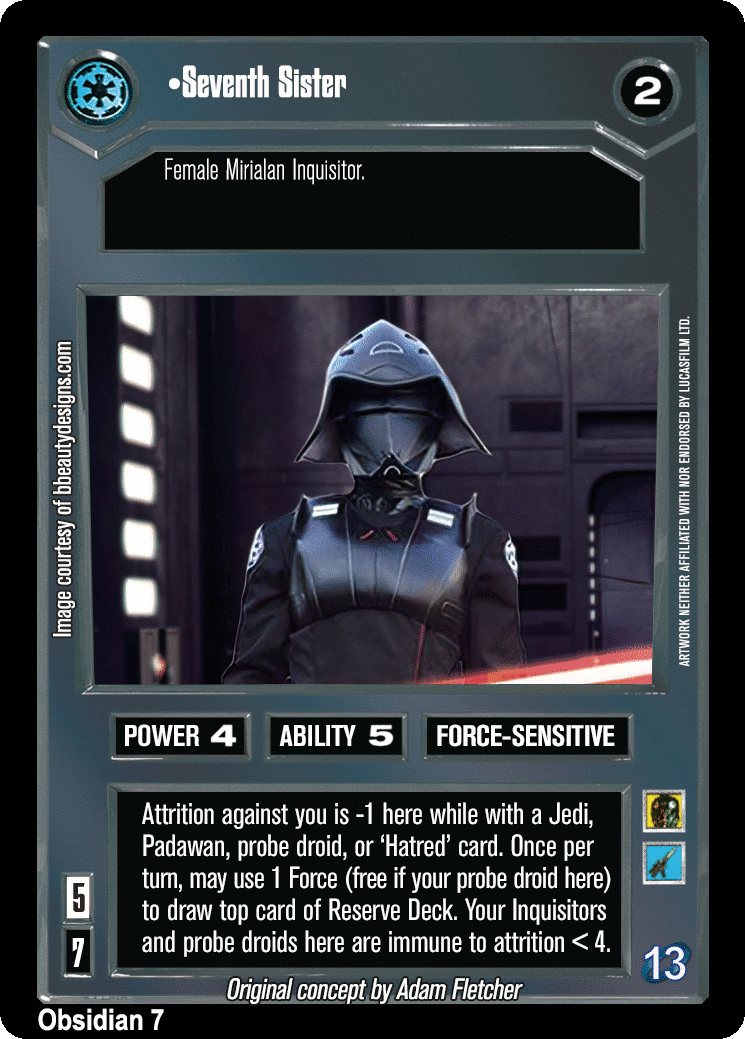 •Seventh Sister
2
Female Mirialan Inquisitor.
Image courtesy of bbeautydesigns.com
ARTWORK NEITHER AFFILIATED WITH NOR ENDORSED BY LUCASFILM LTD.
POWER 4 ABILITY 5 FORCE-SENSITIVE
Attrition against you is -1 here while with a Jedi,
Padawan, probe droid, or ‘Hatred’ card. Once per
turn, may use 1 Force (free if your probe droid here)
to draw top card of Reserve Deck. Your Inquisitors
and probe droids here are immune to attrition < 4.
5
7
13
Original concept by Adam Fletcher
Obsidian 7